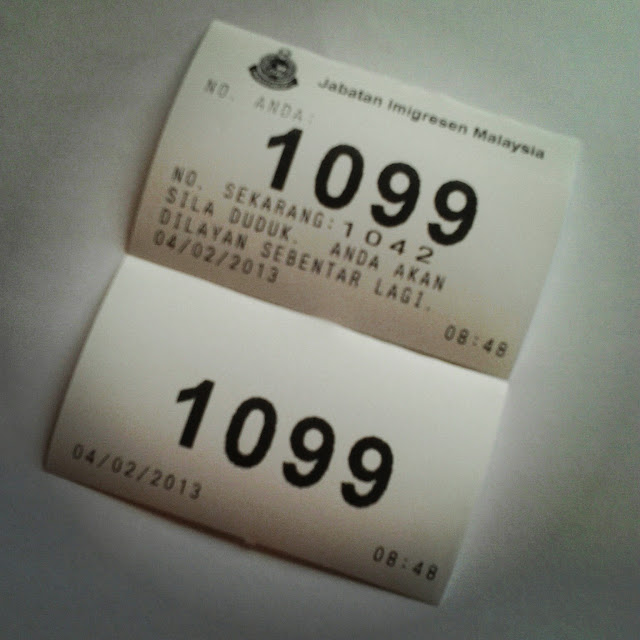 Jabatan Imigresen Malaysia
NO. ANDA:
1099
NO. SEKARANG: 1042
SILA DUDUK. ANDA AKAN
DILAYAN SEBENTAR LAGI.
04/02/2013
08:48
1099
04/02/2013
08:48